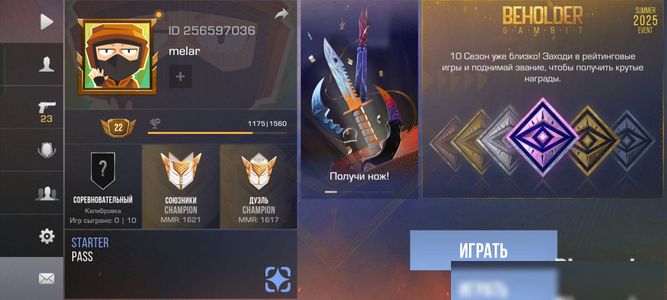 ID 256597036
melar
+
23
22
1175|1560
?
СОРЕВНОВАТЕЛЬНЫЙ
Калибровка
Игр сыграно: 0 | 10
СОЮЗНИКИ
CHAMPION
MMR: 1621
ДУЭЛЬ
CHAMPION
MMR: 1617
STARTER
PASS
Получи нож!
BEHOLDER
GAMBIT
SUMMER
2025
EVENT
10 Сезон уже близко! Заходи в рейтинговые
игры и поднимай звание, чтобы получить крутые
награды.
ИГРАТЬ
ИГРАТЬ